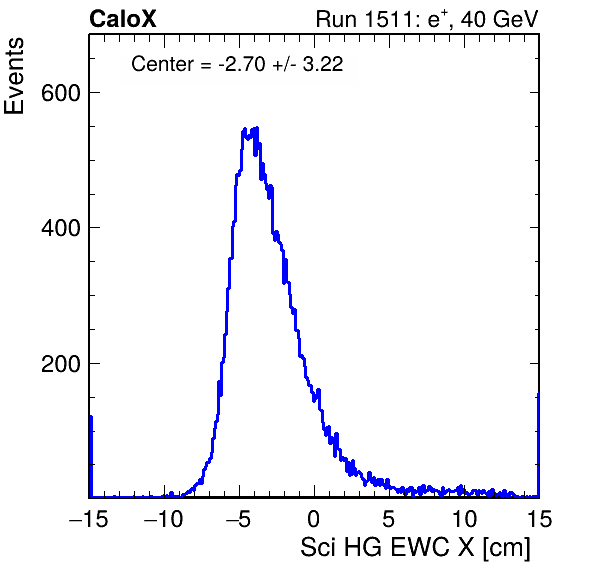 CaloX Run 1511: e⁺, 40 GeV
Center = -2.70 +/- 3.22
Events
600
400
200
−15 −10 −5 0 5 10 15
Sci HG EWC X [cm]